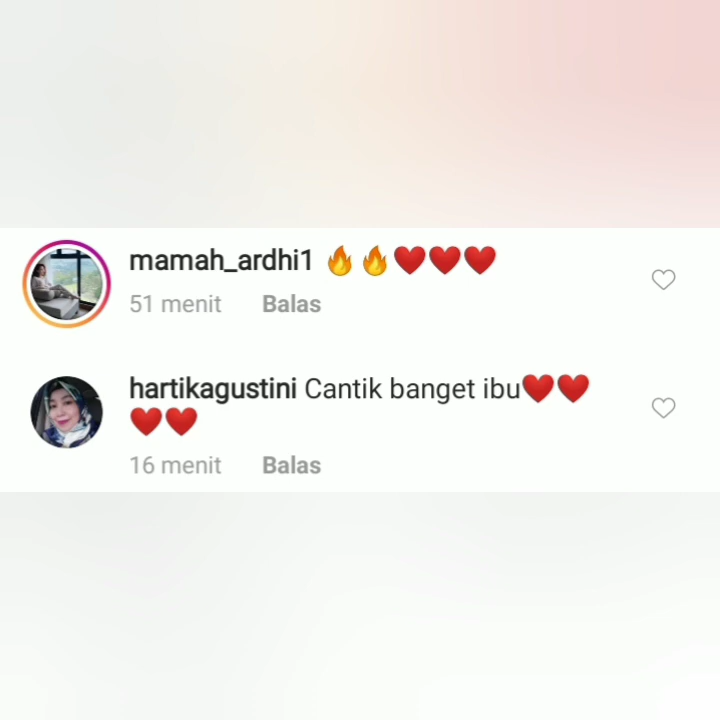 mamah_ardhi1 🔥🔥❤️❤️❤️
51 menit Balas
hartikagustini Cantik banget ibu❤️❤️
❤️❤️
16 menit Balas